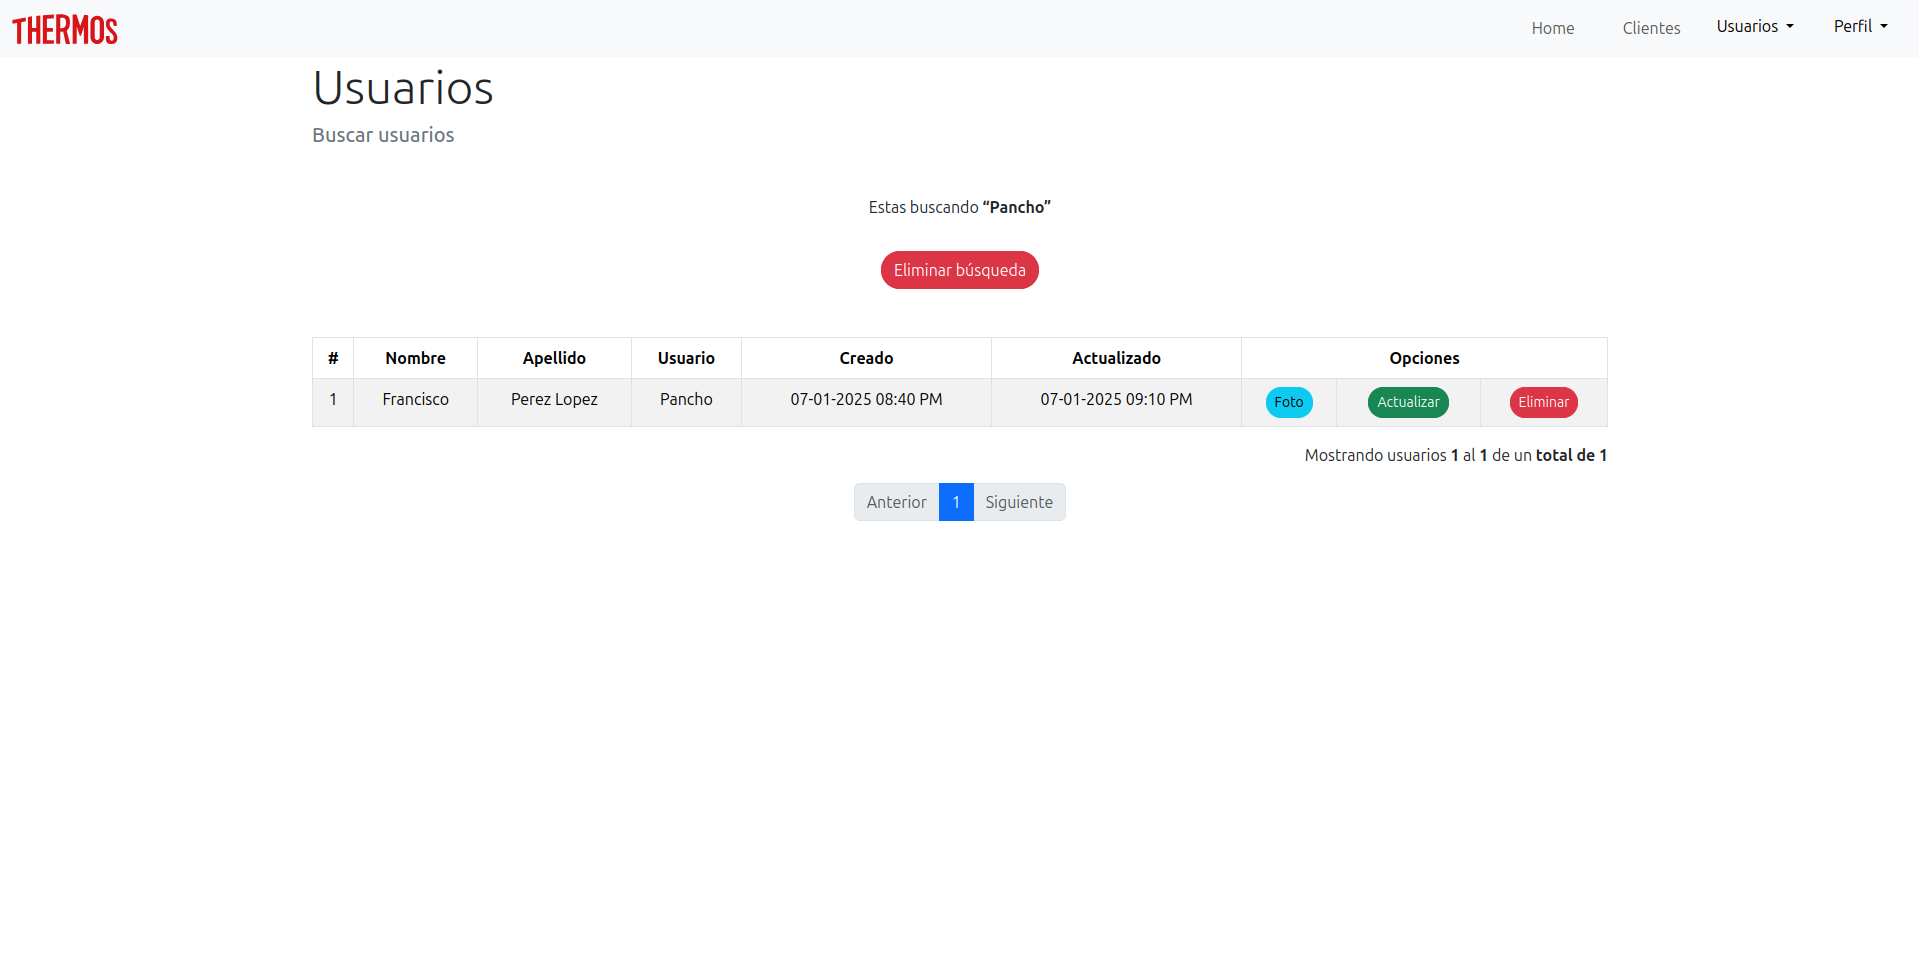 THERMOS Home Clientes Usuarios Perfil
Usuarios
Buscar usuarios
Estas buscando “Pancho”
Eliminar búsqueda
# Nombre Apellido Usuario Creado Actualizado Opciones
1 Francisco Perez Lopez Pancho 07-01-2025 08:40 PM 07-01-2025 09:10 PM Foto Actualizar Eliminar
Mostrando usuarios 1 al 1 de un total de 1
Anterior 1 Siguiente